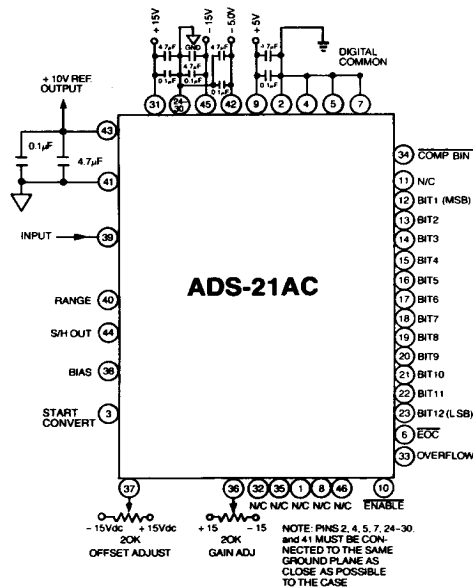 +15V
GND
-15V
-5.0V
+5V
4.7µF
4.7µF
4.7µF
0.1µF
0.1µF
0.1µF
0.1µF
DIGITAL
COMMON
+10V REF.
OUTPUT
31
24-
30
45
42
9
2
4
5
7
43
0.1µF
4.7µF
41
INPUT
39
RANGE
40
S/H OUT
44
BIAS
38
START
CONVERT
3
ADS-21AC
34 COMP BIN
11 N/C
12 BIT1 (MSB)
13 BIT2
14 BIT3
15 BIT4
16 BIT5
17 BIT6
18 BIT7
19 BIT8
20 BIT9
21 BIT10
22 BIT11
23 BIT12 (LSB)
6 EOC
33 OVERFLOW
37
36
32
35
1
8
46
10
N/C N/C N/C N/C N/C
ENABLE
-15Vdc +15Vdc
20K
OFFSET ADJUST
+15 -15
20K
GAIN ADJ
NOTE: PINS 2, 4, 5, 7, 24-30.
and 41 MUST BE CON-
NECTED TO THE SAME
GROUND PLANE AS
CLOSE AS POSSIBLE
TO THE CASE